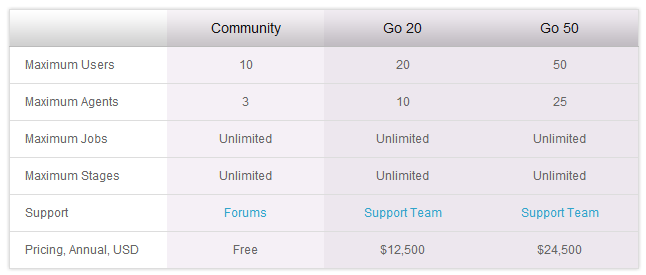 Community Go 20 Go 50
Maximum Users 10 20 50
Maximum Agents 3 10 25
Maximum Jobs Unlimited Unlimited Unlimited
Maximum Stages Unlimited Unlimited Unlimited
Support Forums Support Team Support Team
Pricing, Annual, USD Free $12,500 $24,500